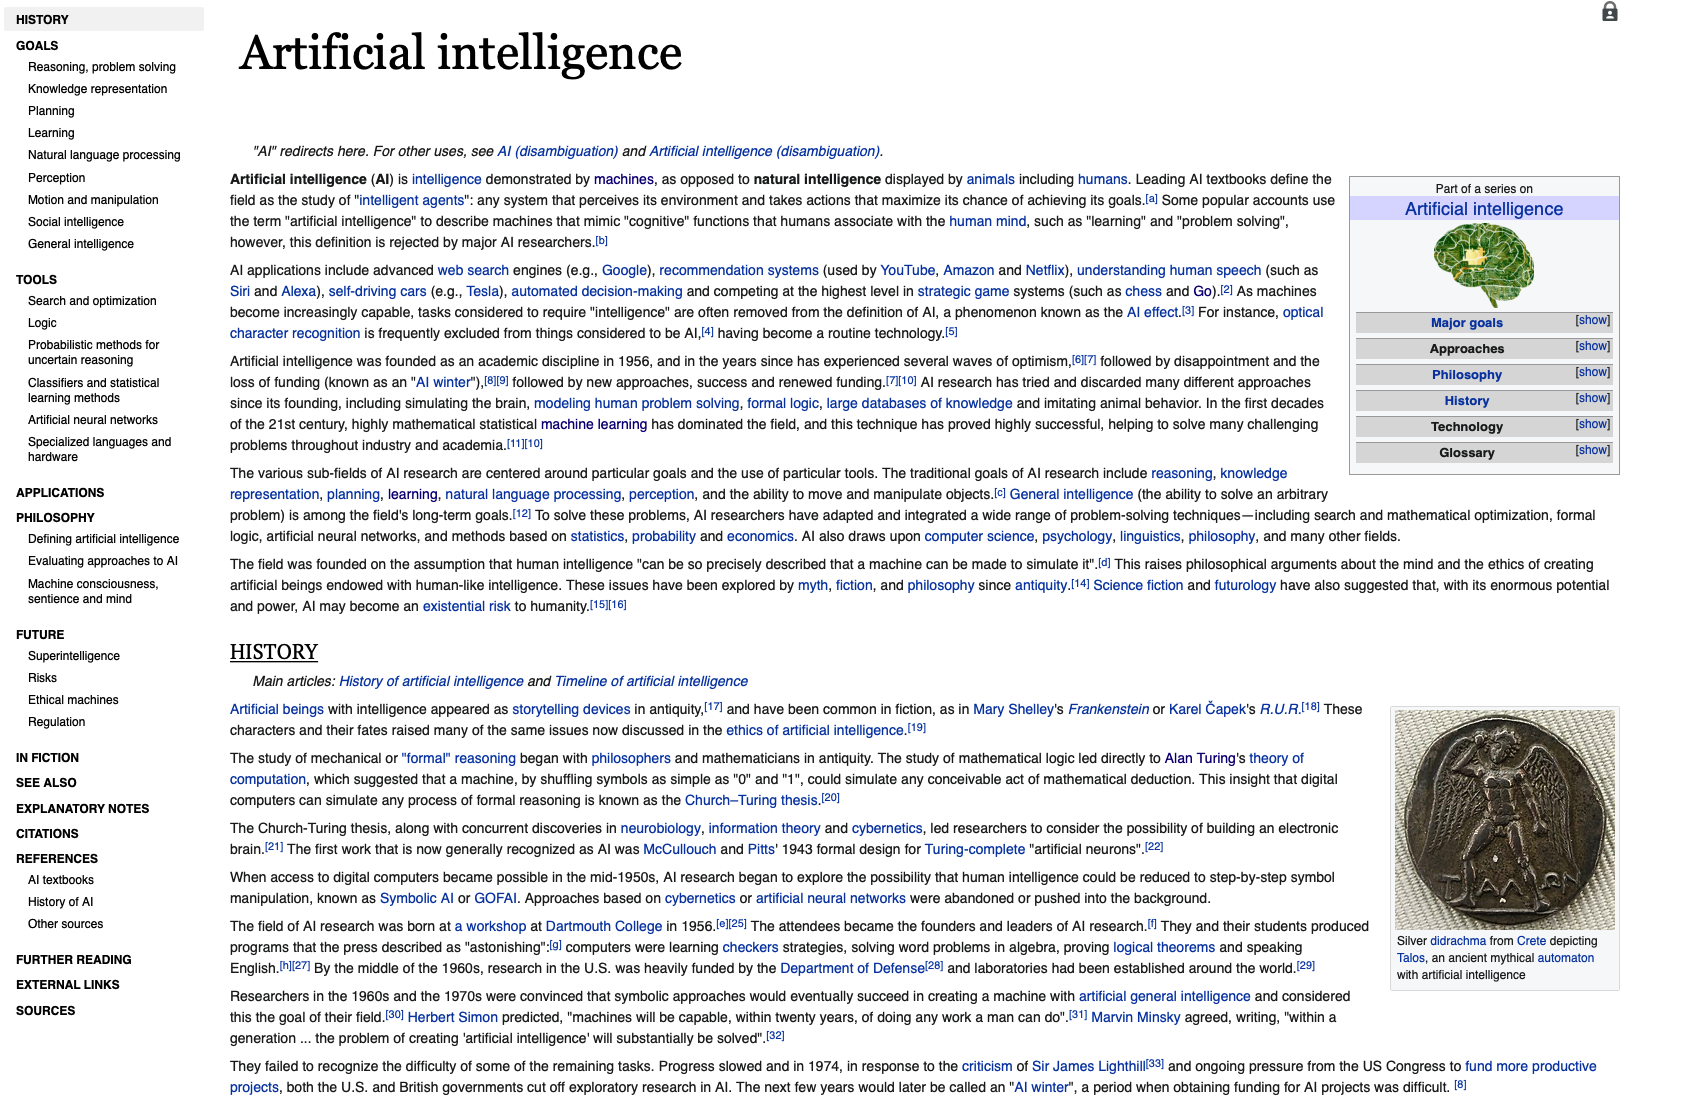 HISTORY
GOALS
Reasoning, problem solving
Knowledge representation
Planning
Learning
Natural language processing
Perception
Motion and manipulation
Social intelligence
General intelligence
TOOLS
Search and optimization
Logic
Probabilistic methods for
uncertain reasoning
Classifiers and statistical
learning methods
Artificial neural networks
Specialized languages and
hardware
APPLICATIONS
PHILOSOPHY
Defining artificial intelligence
Evaluating approaches to AI
Machine consciousness,
sentience and mind
FUTURE
Superintelligence
Risks
Ethical machines
Regulation
IN FICTION
SEE ALSO
EXPLANATORY NOTES
CITATIONS
REFERENCES
AI textbooks
History of AI
Other sources
FURTHER READING
EXTERNAL LINKS
SOURCES
Artificial intelligence
"AI" redirects here. For other uses, see AI (disambiguation) and Artificial intelligence (disambiguation).
Artificial intelligence (AI) is intelligence demonstrated by machines, as opposed to natural intelligence displayed by animals including humans. Leading AI textbooks define the
field as the study of "intelligent agents": any system that perceives its environment and takes actions that maximize its chance of achieving its goals.[a] Some popular accounts use
the term "artificial intelligence" to describe machines that mimic "cognitive" functions that humans associate with the human mind, such as "learning" and "problem solving",
however, this definition is rejected by major AI researchers.[b]
AI applications include advanced web search engines (e.g., Google), recommendation systems (used by YouTube, Amazon and Netflix), understanding human speech (such as
Siri and Alexa), self-driving cars (e.g., Tesla), automated decision-making and competing at the highest level in strategic game systems (such as chess and Go).[2] As machines
become increasingly capable, tasks considered to require "intelligence" are often removed from the definition of AI, a phenomenon known as the AI effect.[3] For instance, optical
character recognition is frequently excluded from things considered to be AI,[4] having become a routine technology.[5]
Artificial intelligence was founded as an academic discipline in 1956, and in the years since has experienced several waves of optimism,[6][7] followed by disappointment and the
loss of funding (known as an "AI winter"),[8][9] followed by new approaches, success and renewed funding.[7][10] AI research has tried and discarded many different approaches
since its founding, including simulating the brain, modeling human problem solving, formal logic, large databases of knowledge and imitating animal behavior. In the first decades
of the 21st century, highly mathematical statistical machine learning has dominated the field, and this technique has proved highly successful, helping to solve many challenging
problems throughout industry and academia.[11][10]
The various sub-fields of AI research are centered around particular goals and the use of particular tools. The traditional goals of AI research include reasoning, knowledge
representation, planning, learning, natural language processing, perception, and the ability to move and manipulate objects.[c] General intelligence (the ability to solve an arbitrary
problem) is among the field's long-term goals.[12] To solve these problems, AI researchers have adapted and integrated a wide range of problem-solving techniques—including search and mathematical optimization, formal
logic, artificial neural networks, and methods based on statistics, probability and economics. AI also draws upon computer science, psychology, linguistics, philosophy, and many other fields.
The field was founded on the assumption that human intelligence "can be so precisely described that a machine can be made to simulate it".[d] This raises philosophical arguments about the mind and the ethics of creating
artificial beings endowed with human-like intelligence. These issues have been explored by myth, fiction, and philosophy since antiquity.[14] Science fiction and futurology have also suggested that, with its enormous potential
and power, AI may become an existential risk to humanity.[15][16]
Part of a series on
Artificial intelligence
Major goals [show]
Approaches [show]
Philosophy [show]
History [show]
Technology [show]
Glossary [show]
HISTORY
Main articles: History of artificial intelligence and Timeline of artificial intelligence
Artificial beings with intelligence appeared as storytelling devices in antiquity,[17] and have been common in fiction, as in Mary Shelley's Frankenstein or Karel Čapek's R.U.R.[18] These
characters and their fates raised many of the same issues now discussed in the ethics of artificial intelligence.[19]
The study of mechanical or "formal" reasoning began with philosophers and mathematicians in antiquity. The study of mathematical logic led directly to Alan Turing's theory of
computation, which suggested that a machine, by shuffling symbols as simple as "0" and "1", could simulate any conceivable act of mathematical deduction. This insight that digital
computers can simulate any process of formal reasoning is known as the Church–Turing thesis.[20]
The Church-Turing thesis, along with concurrent discoveries in neurobiology, information theory and cybernetics, led researchers to consider the possibility of building an electronic
brain.[21] The first work that is now generally recognized as AI was McCullouch and Pitts' 1943 formal design for Turing-complete "artificial neurons".[22]
When access to digital computers became possible in the mid-1950s, AI research began to explore the possibility that human intelligence could be reduced to step-by-step symbol
manipulation, known as Symbolic AI or GOFAI. Approaches based on cybernetics or artificial neural networks were abandoned or pushed into the background.
The field of AI research was born at a workshop at Dartmouth College in 1956.[e][25] The attendees became the founders and leaders of AI research.[f] They and their students produced
programs that the press described as "astonishing":[g] computers were learning checkers strategies, solving word problems in algebra, proving logical theorems and speaking
English.[h][27] By the middle of the 1960s, research in the U.S. was heavily funded by the Department of Defense[28] and laboratories had been established around the world.[29]
Researchers in the 1960s and the 1970s were convinced that symbolic approaches would eventually succeed in creating a machine with artificial general intelligence and considered
this the goal of their field.[30] Herbert Simon predicted, "machines will be capable, within twenty years, of doing any work a man can do".[31] Marvin Minsky agreed, writing, "within a
generation ... the problem of creating 'artificial intelligence' will substantially be solved".[32]
They failed to recognize the difficulty of some of the remaining tasks. Progress slowed and in 1974, in response to the criticism of Sir James Lighthill[33] and ongoing pressure from the US Congress to fund more productive
projects, both the U.S. and British governments cut off exploratory research in AI. The next few years would later be called an "AI winter", a period when obtaining funding for AI projects was difficult. [8]
ΤΑΛΩΝ
Silver didrachma from Crete depicting
Talos, an ancient mythical automaton
with artificial intelligence